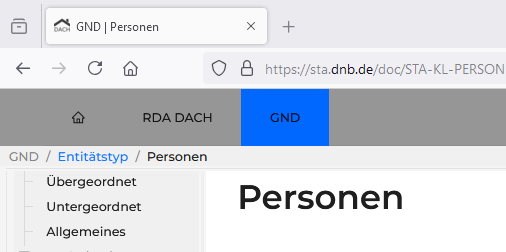 DACH GND | Personen
https://sta.dnb.de/doc/STA-KL-PERSON
RDA DACH GND
GND / Entitätstyp / Personen
Übergeordnet
Untergeordnet
Allgemeines
Personen